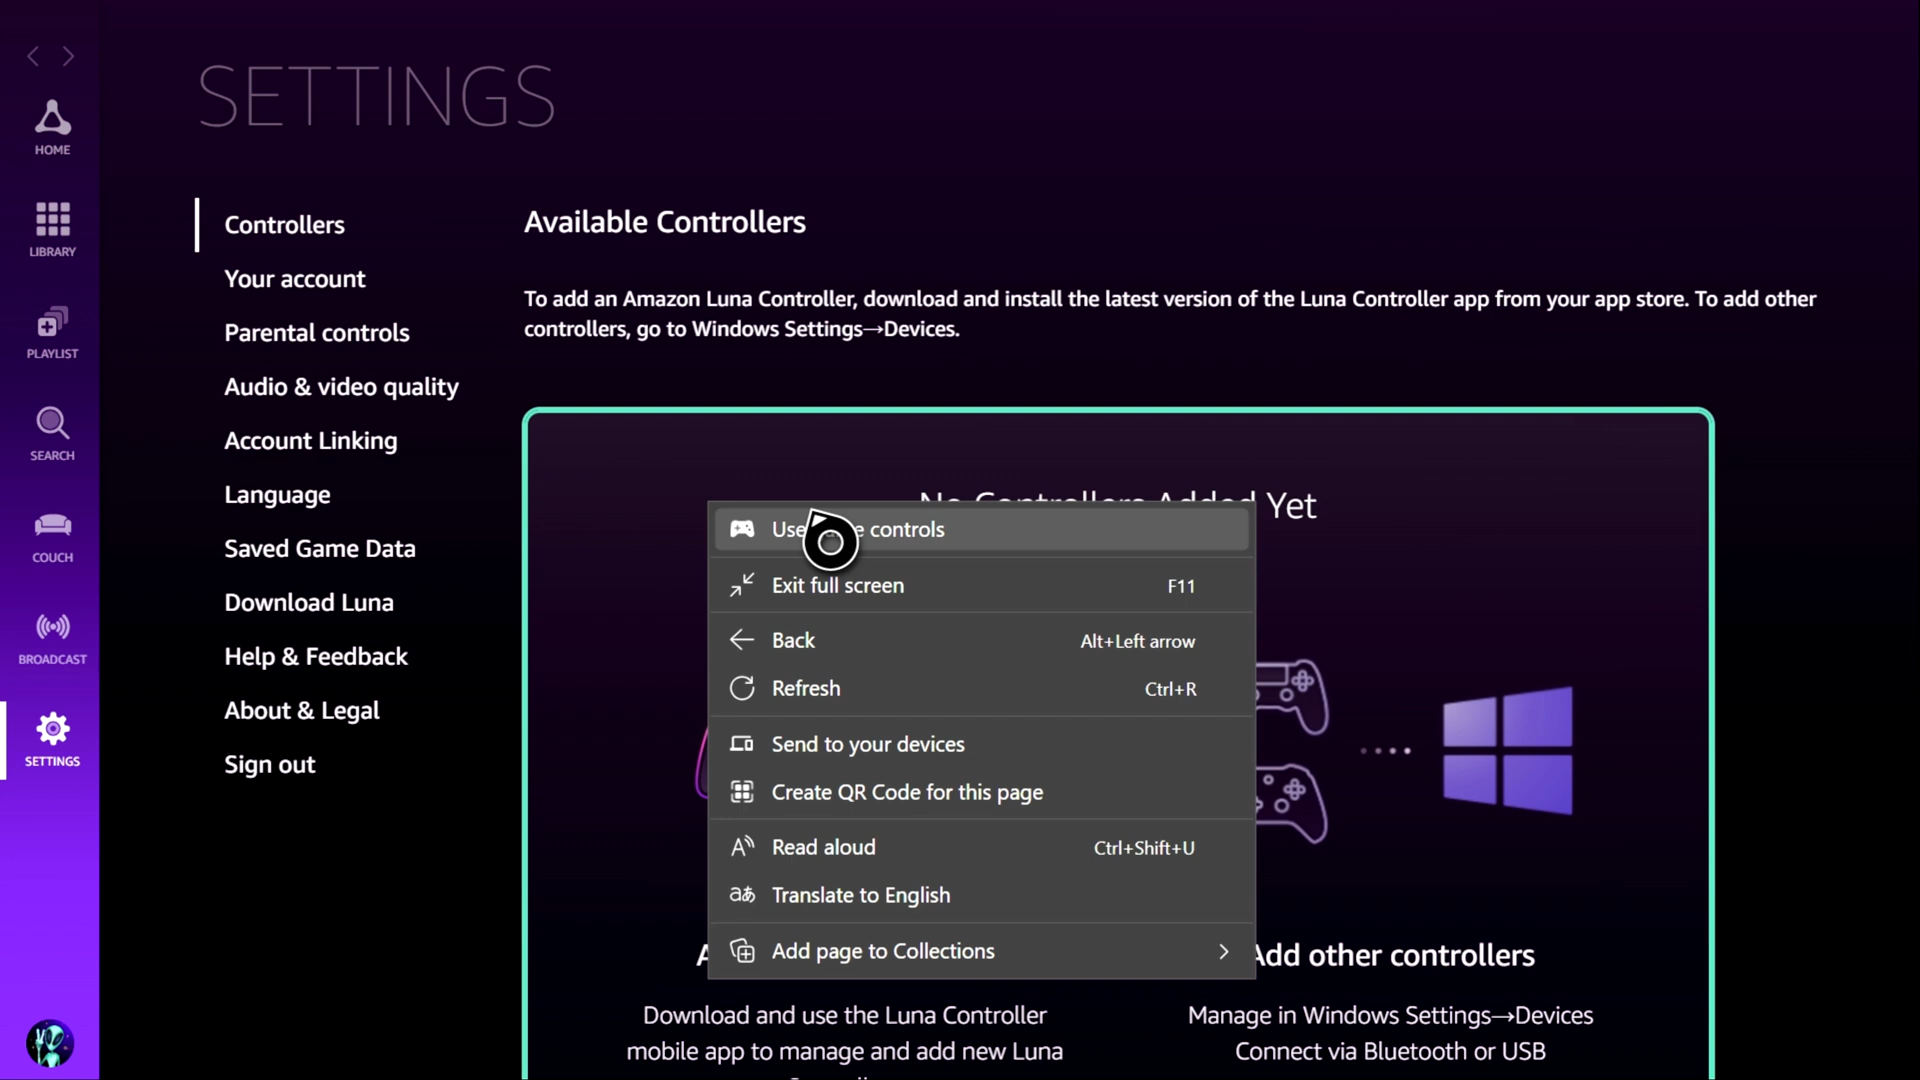 SETTINGS
HOME
LIBRARY
PLAYLIST
SEARCH
COUCH
BROADCAST
SETTINGS
Controllers
Your account
Parental controls
Audio & video quality
Account Linking
Language
Saved Game Data
Download Luna
Help & Feedback
About & Legal
Sign out
Available Controllers
To add an Amazon Luna Controller, download and install the latest version of the Luna Controller app from your app store. To add other
controllers, go to Windows Settings→Devices.
No Controllers Added Yet
Use controls
Exit full screen F11
Back Alt+Left arrow
Refresh Ctrl+R
Send to your devices
Create QR Code for this page
Read aloud Ctrl+Shift+U
Translate to English
Add page to Collections
Add other controllers
Download and use the Luna Controller
mobile app to manage and add new Luna
Manage in Windows Settings→Devices
Connect via Bluetooth or USB